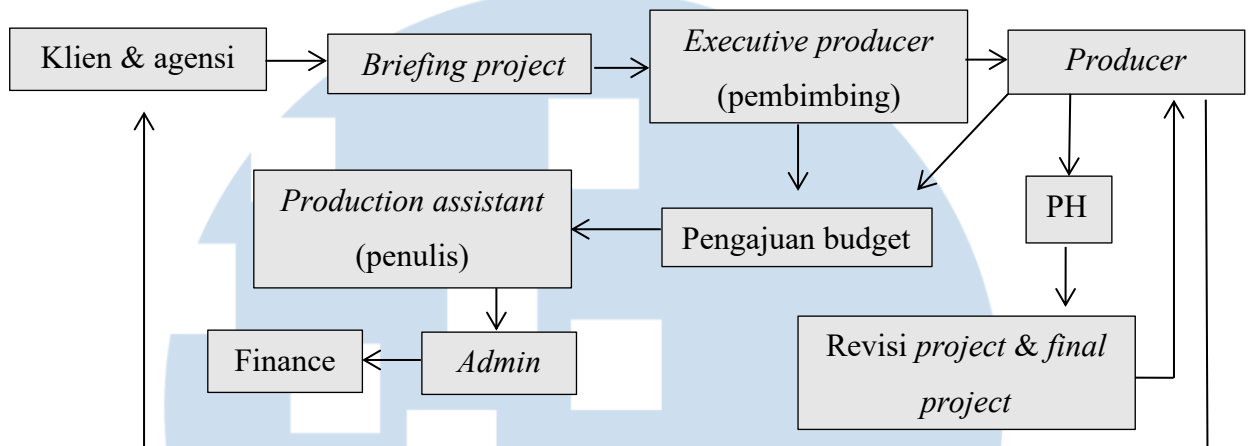 Klien & agensi
Briefing project
Executive producer
(pembimbing)
Producer
Production assistant
(penulis)
Pengajuan budget
PH
Finance
Admin
Revisi project & final
project